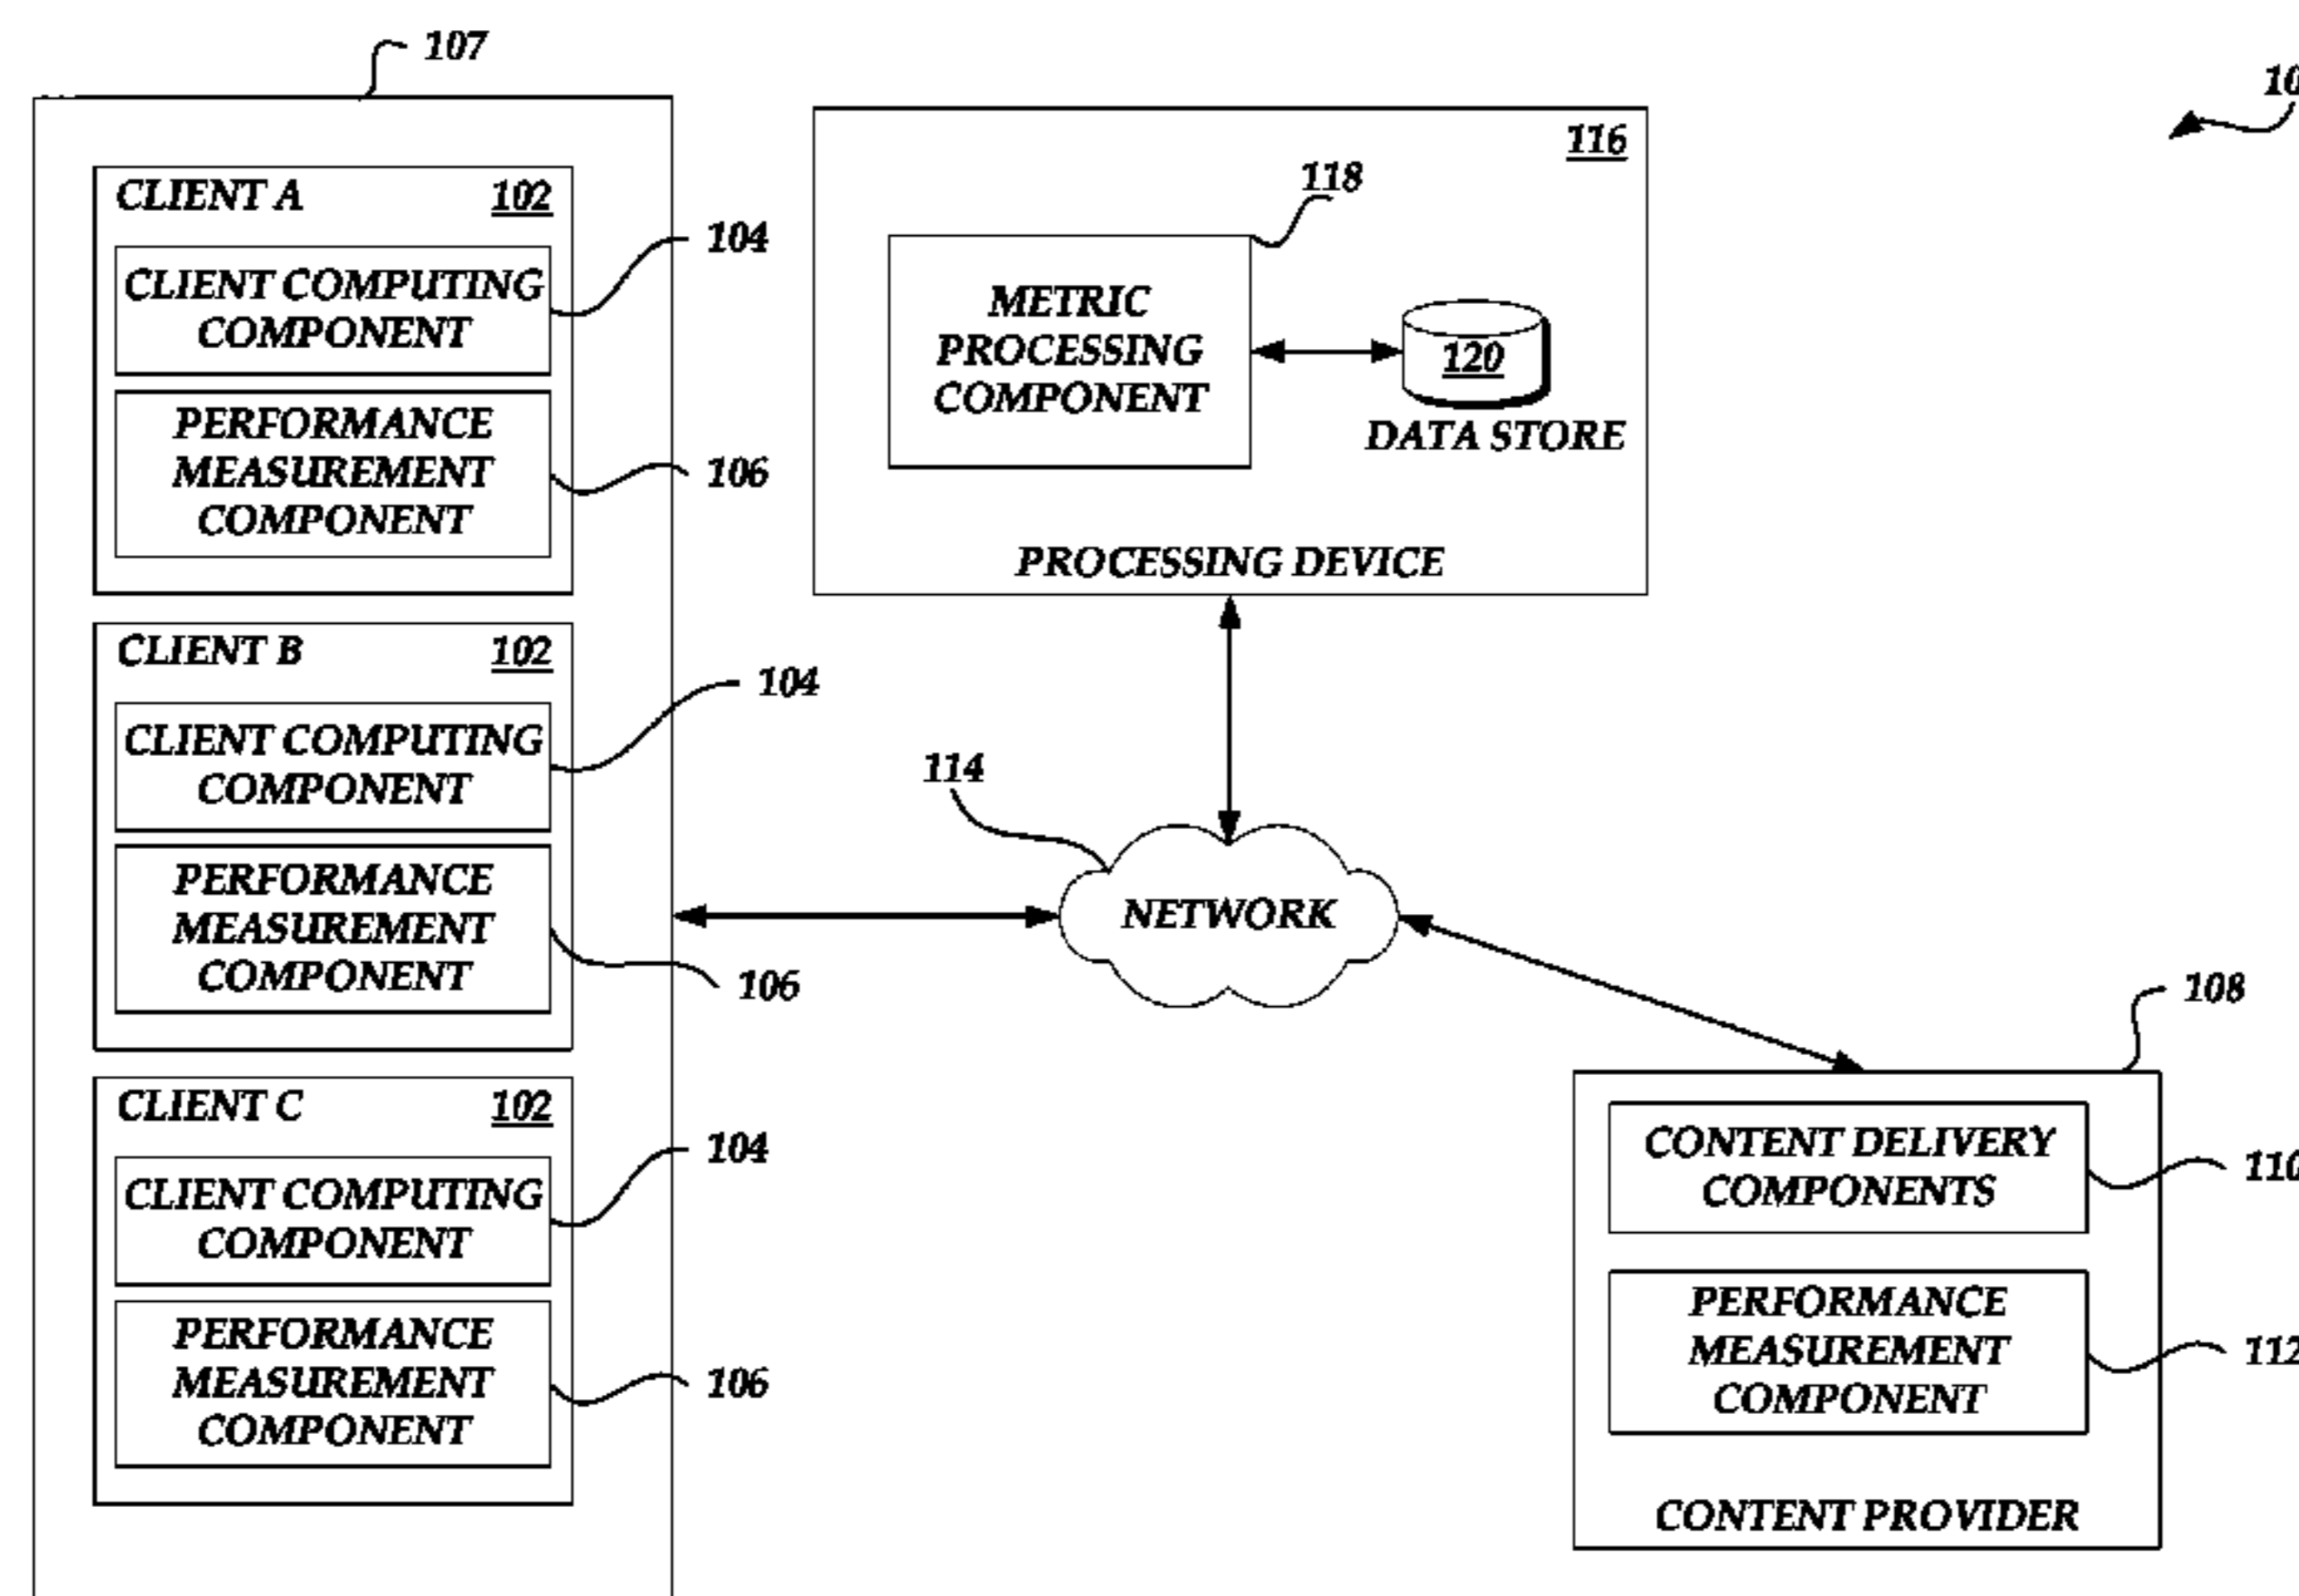 107
CLIENT A 102
CLIENT COMPUTING
COMPONENT
104
PERFORMANCE
MEASUREMENT
COMPONENT
106
CLIENT B 102
CLIENT COMPUTING
COMPONENT
104
PERFORMANCE
MEASUREMENT
COMPONENT
106
CLIENT C 102
CLIENT COMPUTING
COMPONENT
104
PERFORMANCE
MEASUREMENT
COMPONENT
106
116
118
METRIC
PROCESSING
COMPONENT
120
DATA STORE
PROCESSING DEVICE
114
NETWORK
108
CONTENT DELIVERY
COMPONENTS
110
PERFORMANCE
MEASUREMENT
COMPONENT
112
CONTENT PROVIDER